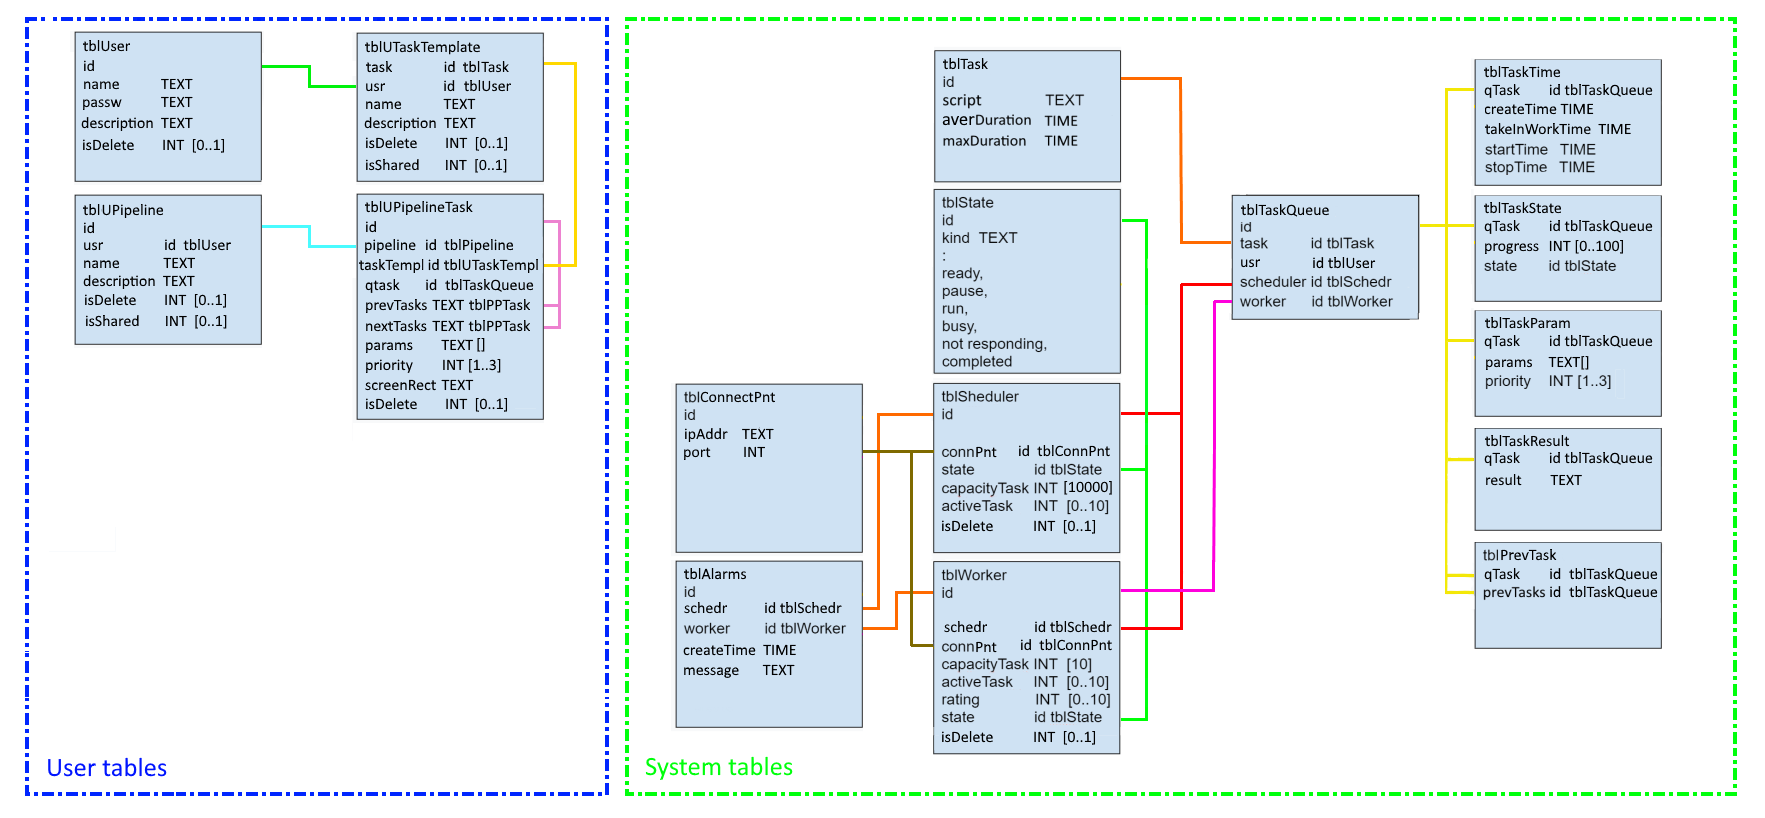 tblUser
id
name TEXT
passw TEXT
description TEXT
isDelete INT [0..1]
tblUTaskTemplate
task id tblTask
usr id tblUser
name TEXT
description TEXT
isDelete INT [0..1]
isShared INT [0..1]
tblUPipeline
id
usr id tblUser
name TEXT
description TEXT
isDelete INT [0..1]
isShared INT [0..1]
tblUPipelineTask
id
pipeline id tblPipeline
taskTempl id tblUTaskTempl
qtask id tblTaskQueue
prevTasks TEXT tblPPTask
nextTasks TEXT tblPPTask
params TEXT []
priority INT [1..3]
screenRect TEXT
isDelete INT [0..1]
User tables
tblTask
id
script TEXT
averDuration TIME
maxDuration TIME
tblState
id
kind TEXT
:
ready,
pause,
run,
busy,
not responding,
completed
tblConnectPnt
id
ipAddr TEXT
port INT
tblSheduler
id
connPnt id tblConnPnt
state id tblState
capacityTask INT [10000]
activeTask INT [0..10]
isDelete INT [0..1]
tblAlarms
id
schedr id tblSchedr
worker id tblWorker
createTime TIME
message TEXT
tblWorker
id
schedr id tblSchedr
connPnt id tblConnPnt
capacityTask INT [10]
activeTask INT [0..10]
rating INT [0..10]
state id tblState
isDelete INT [0..1]
tblTaskQueue
id
task id tblTask
usr id tblUser
scheduler id tblSchedr
worker id tblWorker
tblTaskTime
qTask id tblTaskQueue
createTime TIME
takeInWorkTime TIME
startTime TIME
stopTime TIME
tblTaskState
qTask id tblTaskQueue
progress INT [0..100]
state id tblState
tblTaskParam
qTask id tblTaskQueue
params TEXT[]
priority INT [1..3]
tblTaskResult
qTask id tblTaskQueue
result TEXT
tblPrevTask
qTask id tblTaskQueue
prevTasks id tblTaskQueue
System tables